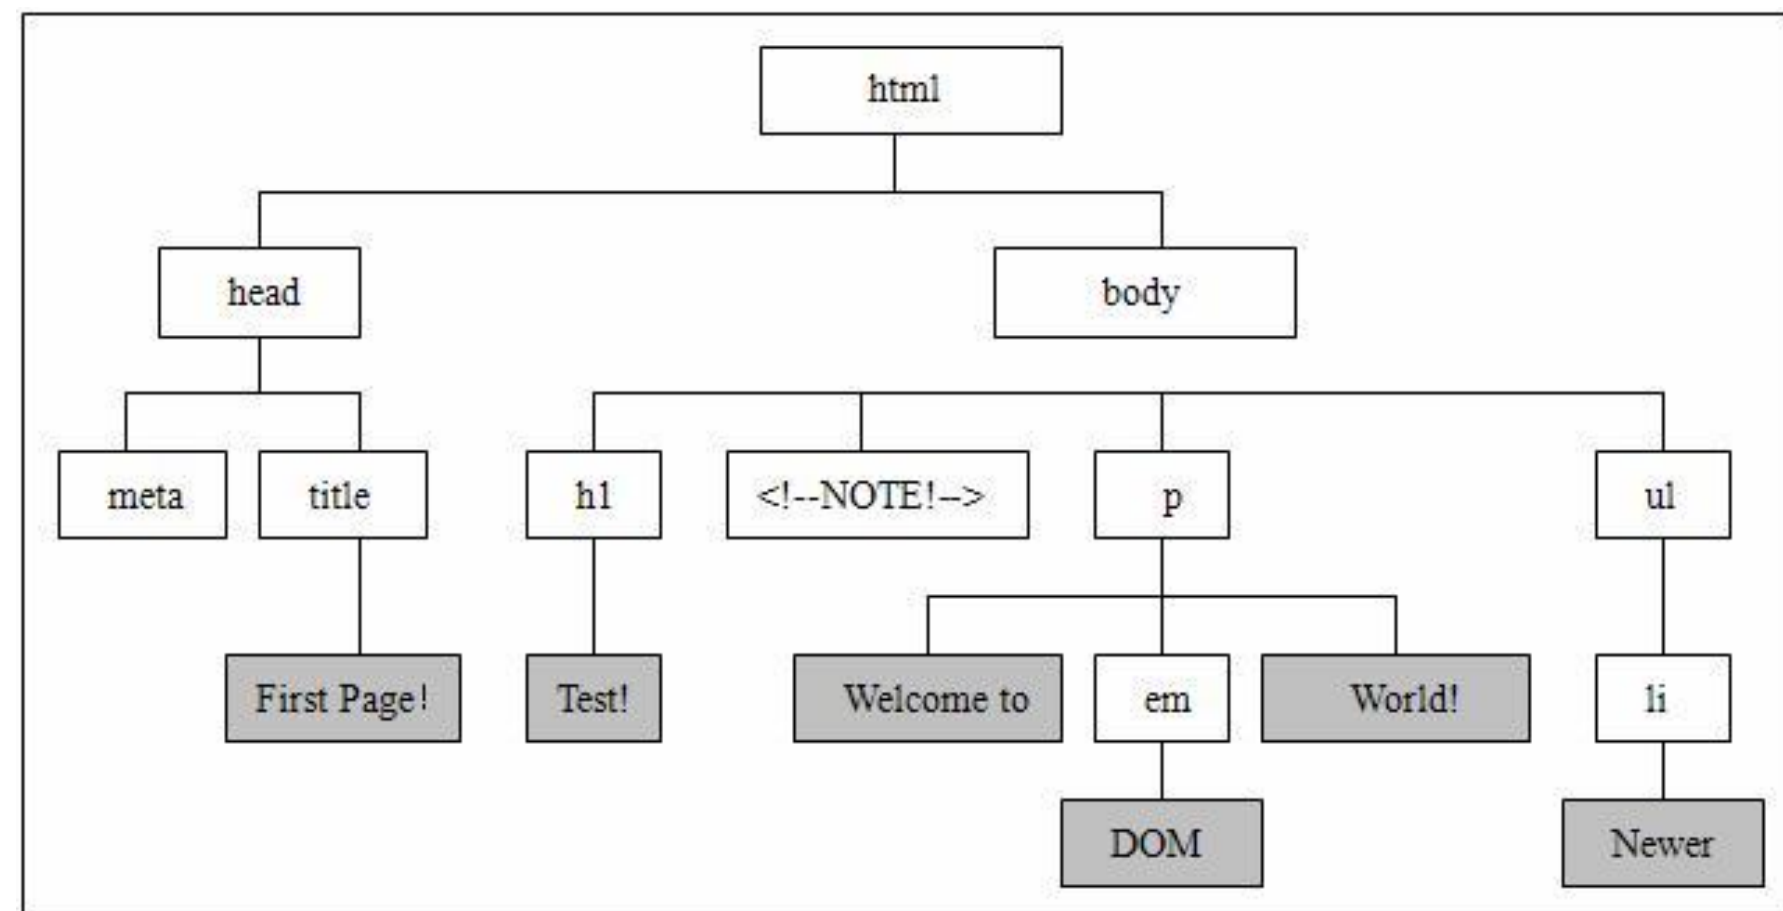 html
head
body
meta
title
h1
<!--NOTE!-->
p
ul
First Page!
Test!
Welcome to
em
World!
li
DOM
Newer